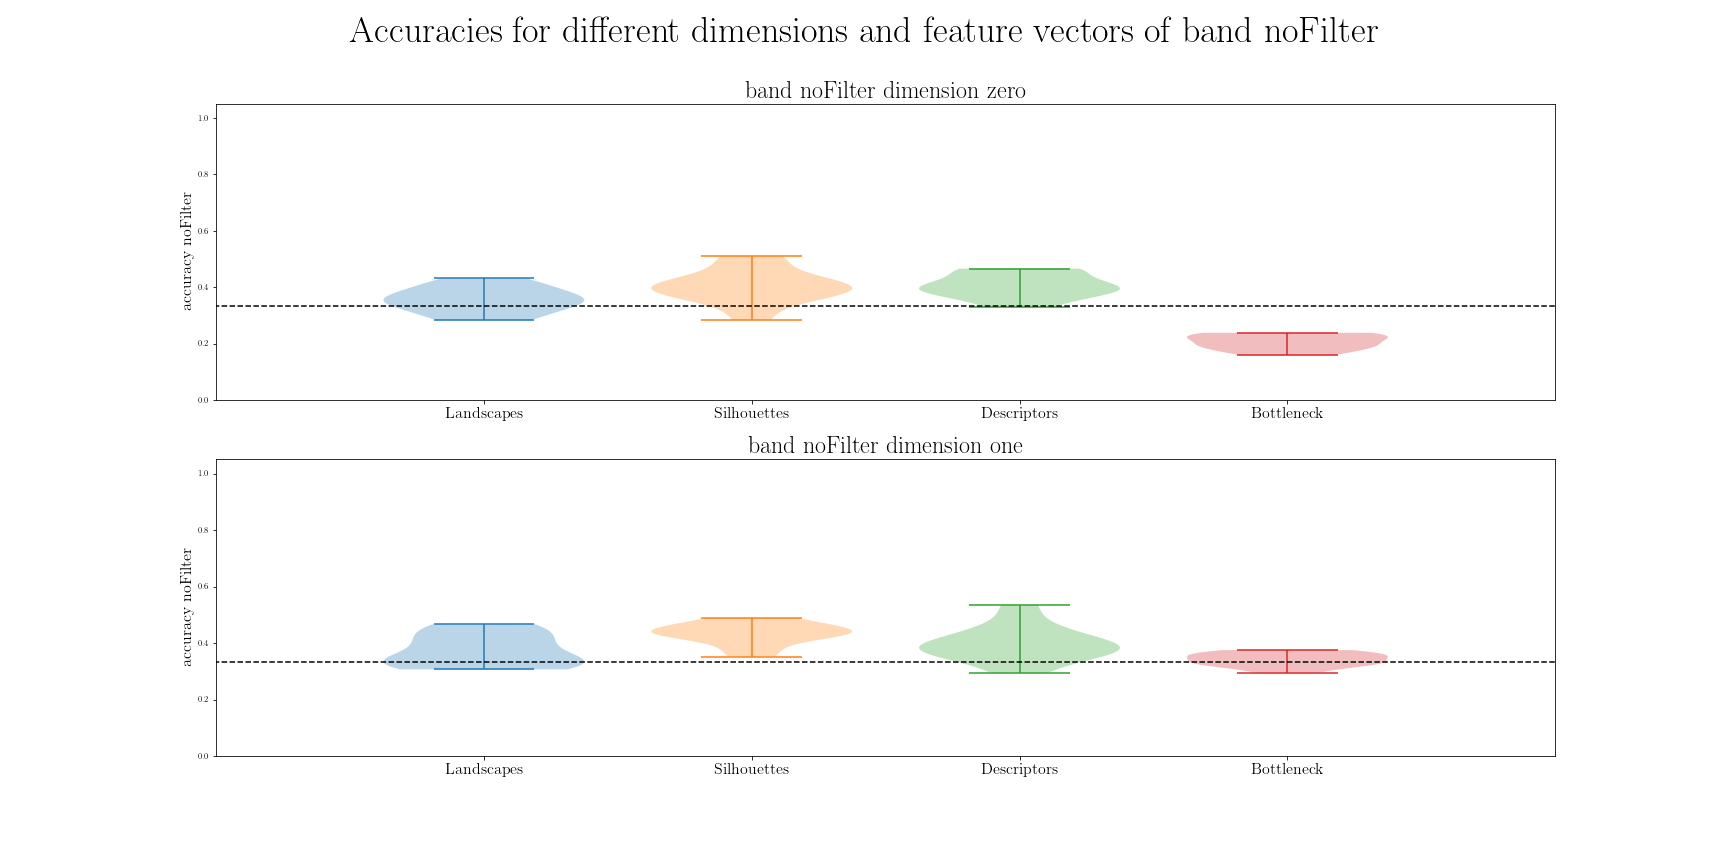 Accuracies for different dimensions and feature vectors of band noFilter
band noFilter dimension zero
accuracy noFilter
1.0
0.8
0.6
0.4
0.2
0.0
Landscapes Silhouettes Descriptors Bottleneck
band noFilter dimension one
accuracy noFilter
1.0
0.8
0.6
0.4
0.2
0.0
Landscapes Silhouettes Descriptors Bottleneck